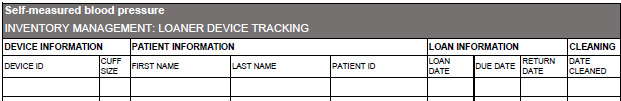 Self-measured blood pressure
INVENTORY MANAGEMENT: LOANER DEVICE TRACKING
DEVICE INFORMATION PATIENT INFORMATION LOAN INFORMATION CLEANING
DEVICE ID CUFF SIZE FIRST NAME LAST NAME PATIENT ID LOAN DATE DUE DATE RETURN DATE DATE CLEANED